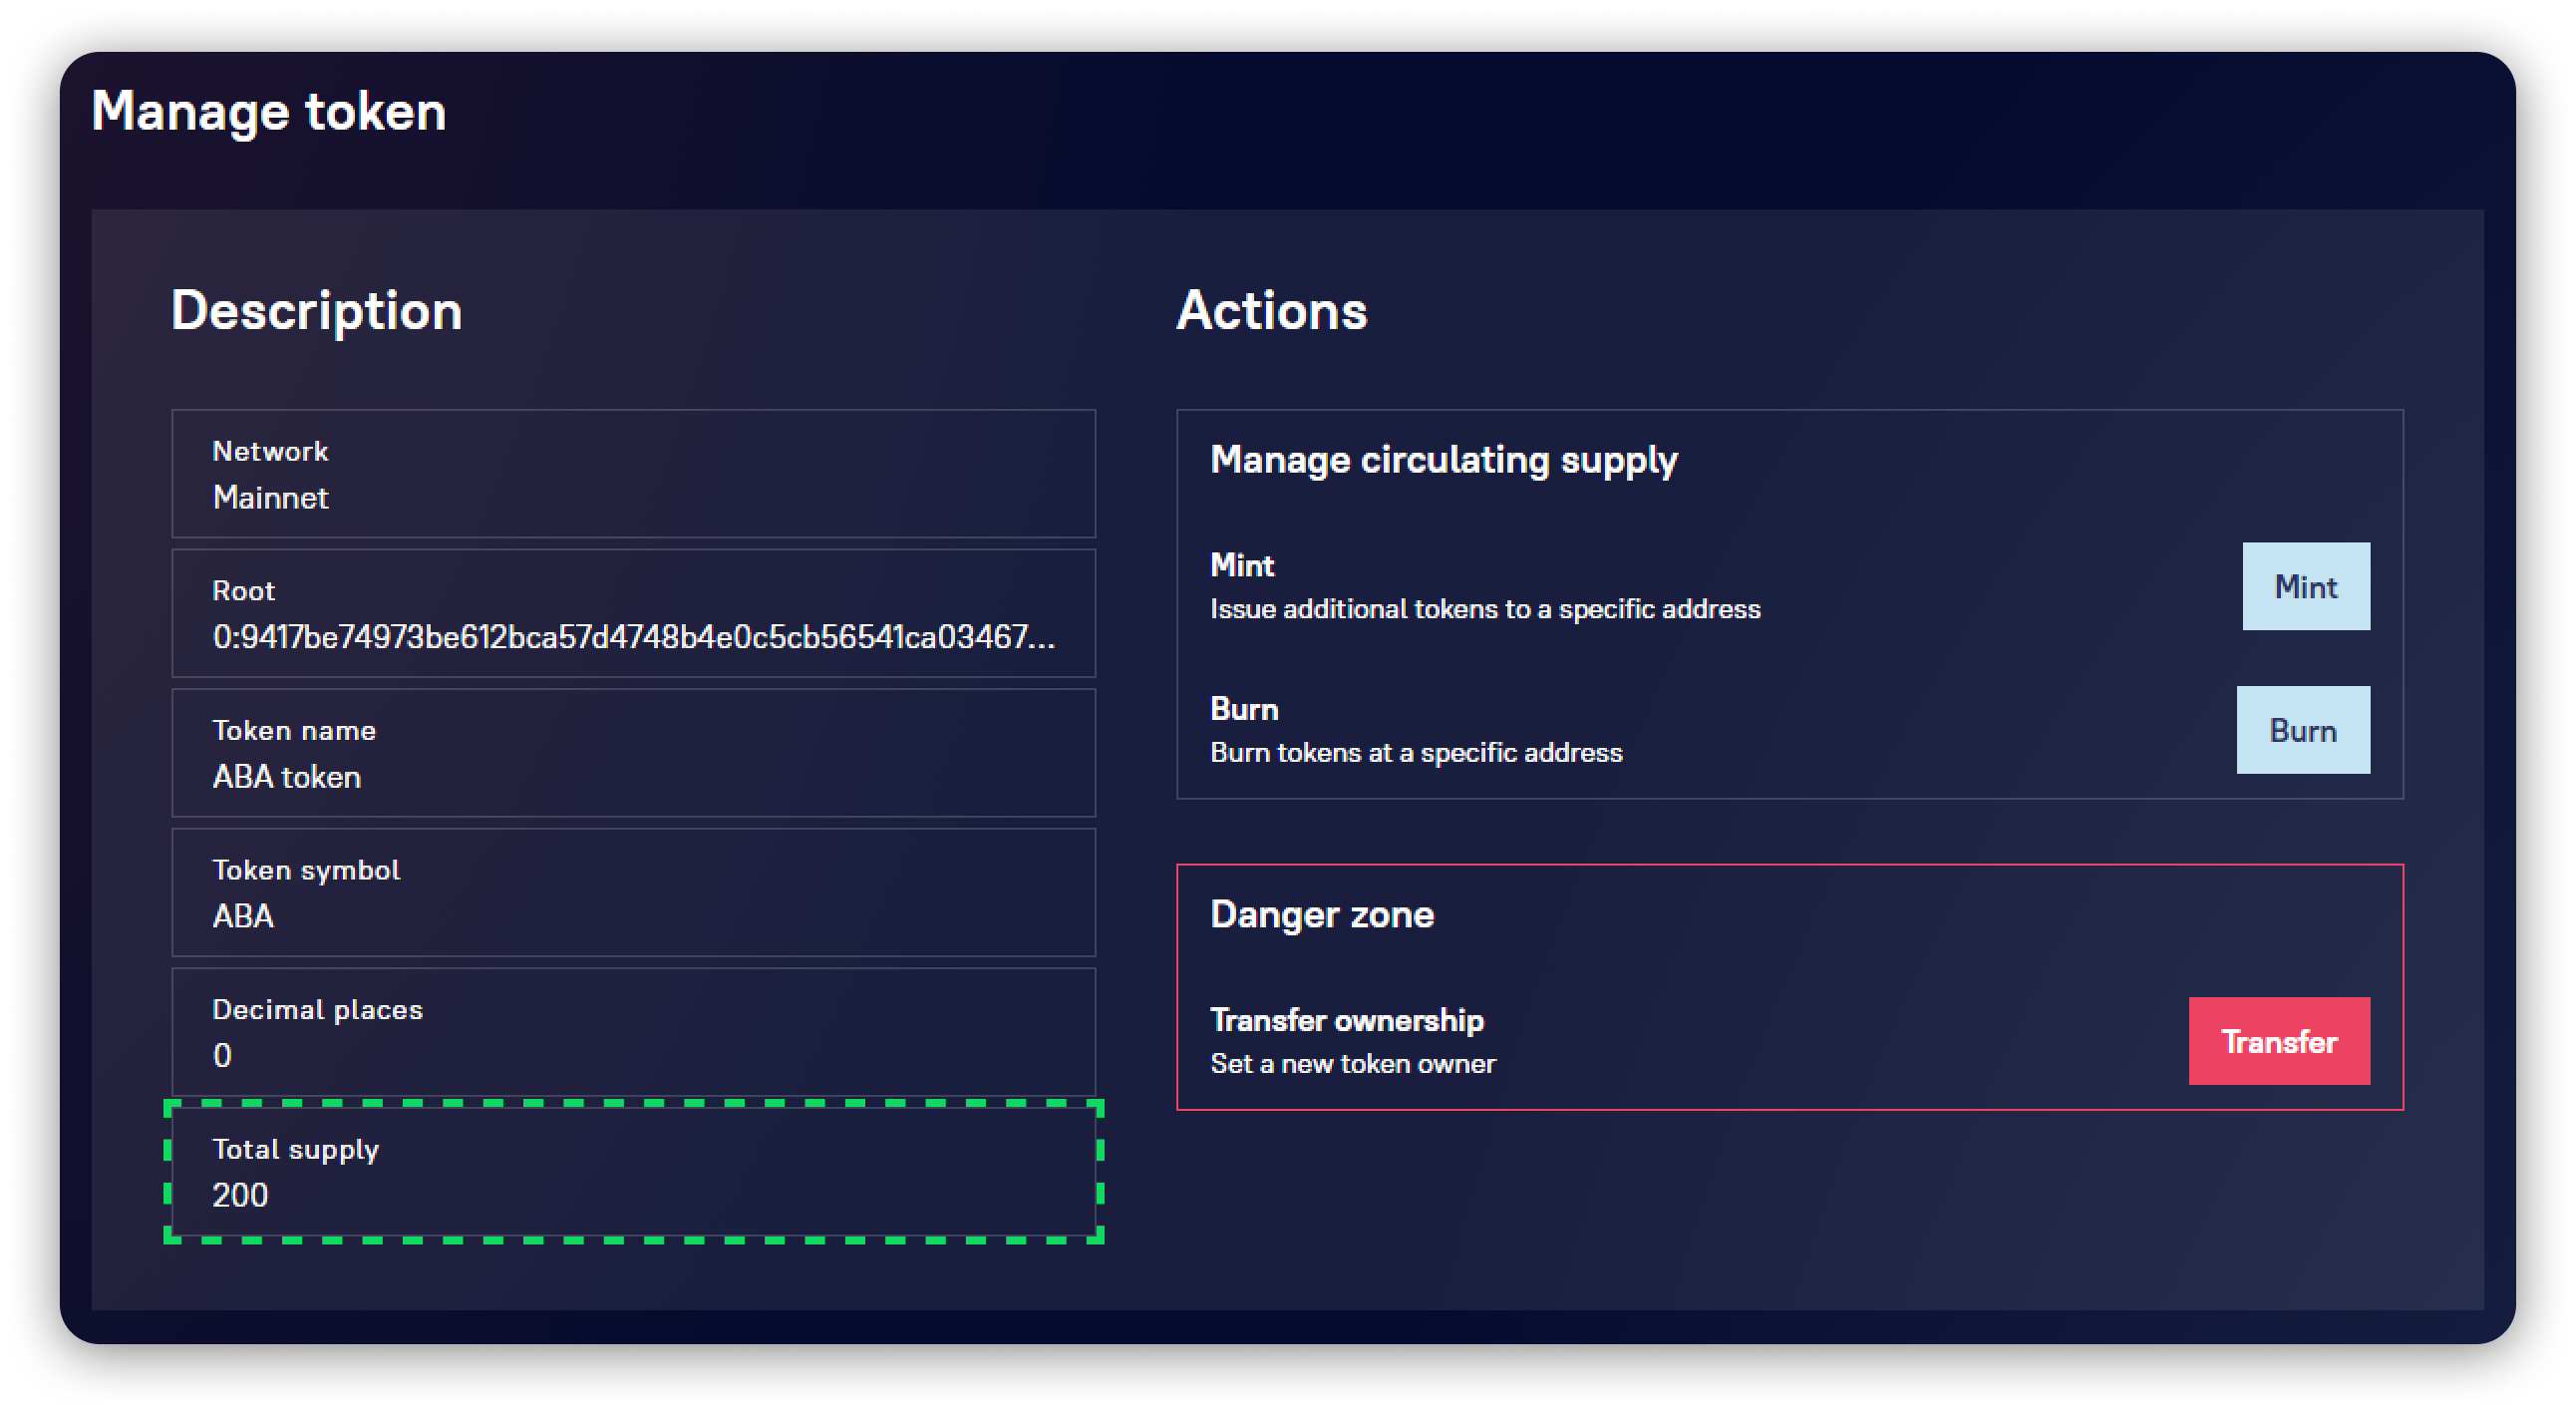 Manage token
Description
Network
Mainnet
Root
0:9417be74973be612bca57d4748b4e0c5cb56541ca03467...
Token name
ABA token
Token symbol
ABA
Decimal places
0
Total supply
200
Actions
Manage circulating supply
Mint
Issue additional tokens to a specific address
Mint
Burn
Burn tokens at a specific address
Burn
Danger zone
Transfer ownership
Set a new token owner
Transfer